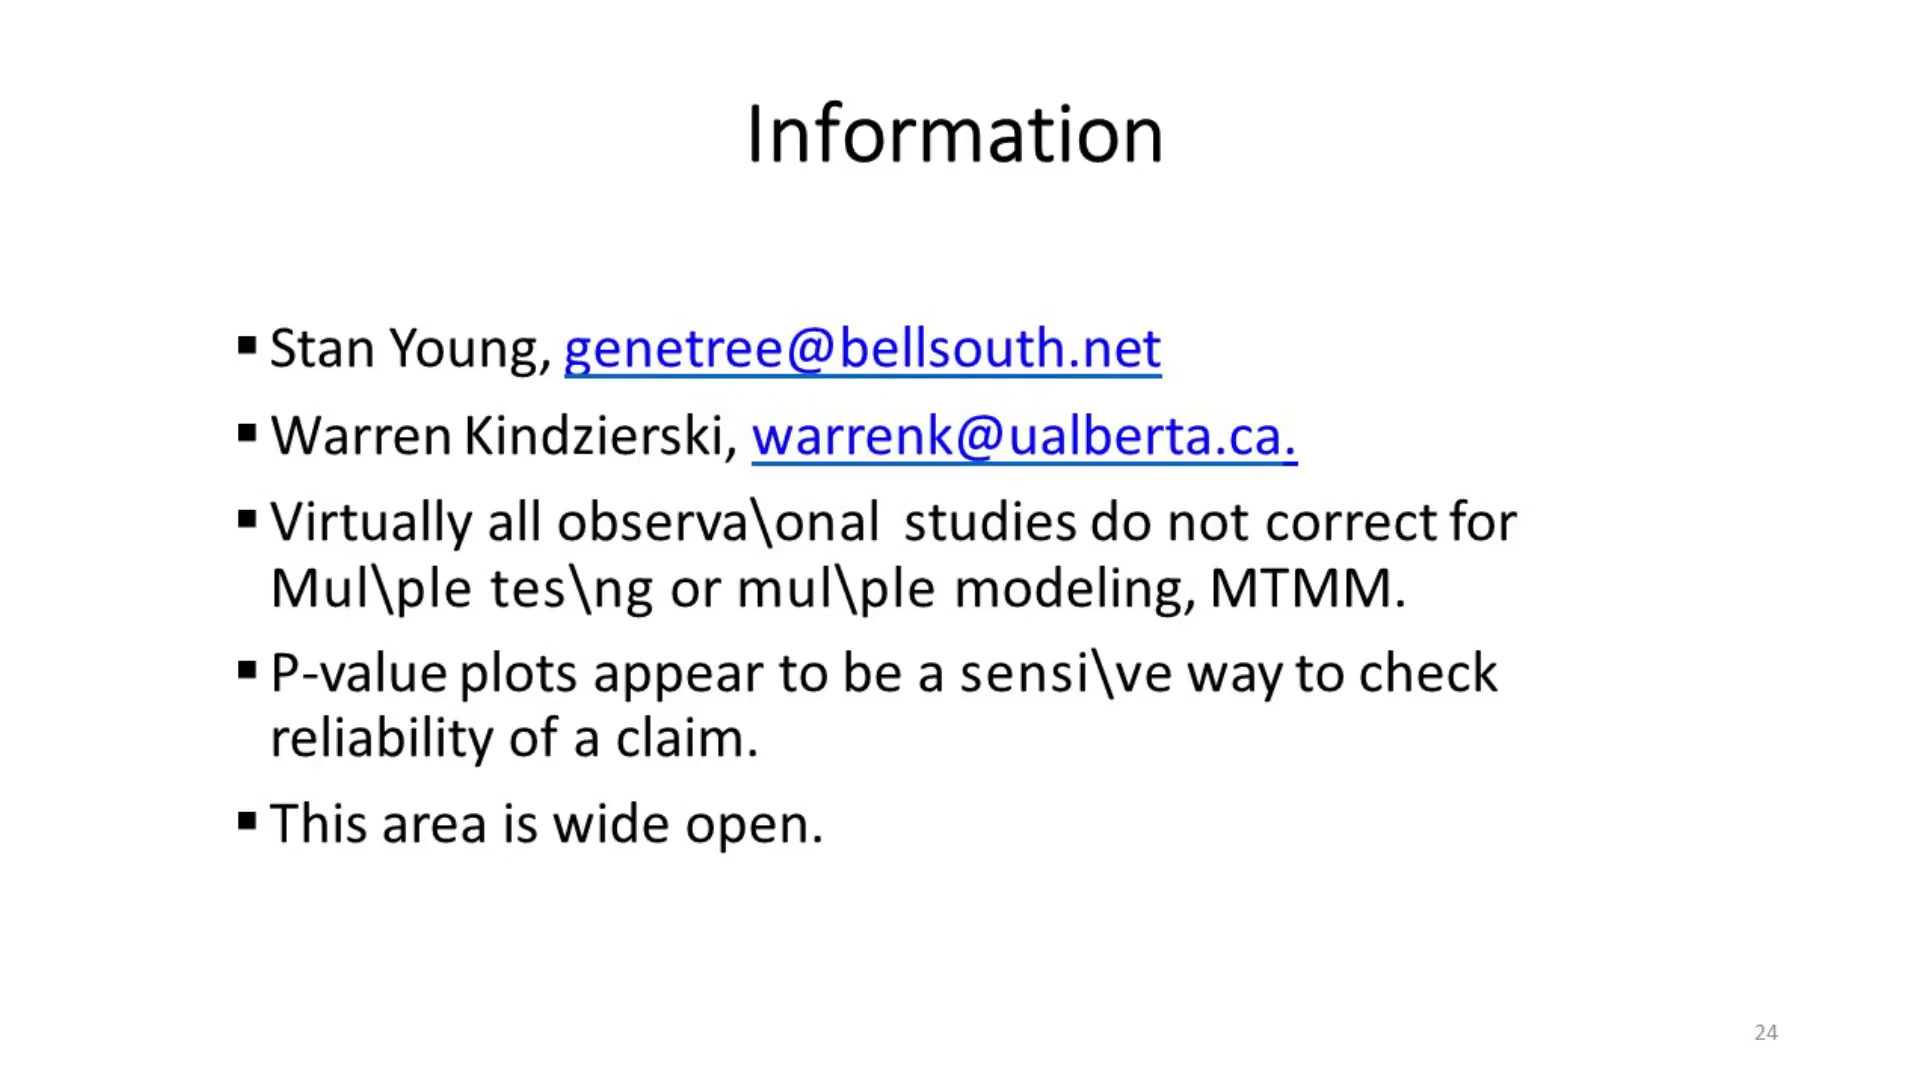 Information
▪ Stan Young, genetree@bellsouth.net
▪ Warren Kindzierski, warrenk@ualberta.ca.
▪ Virtually all observa\onal studies do not correct for
Mul\ple tes\ng or mul\ple modeling, MTMM.
▪ P-value plots appear to be a sensi\ve way to check
reliability of a claim.
▪ This area is wide open.
24